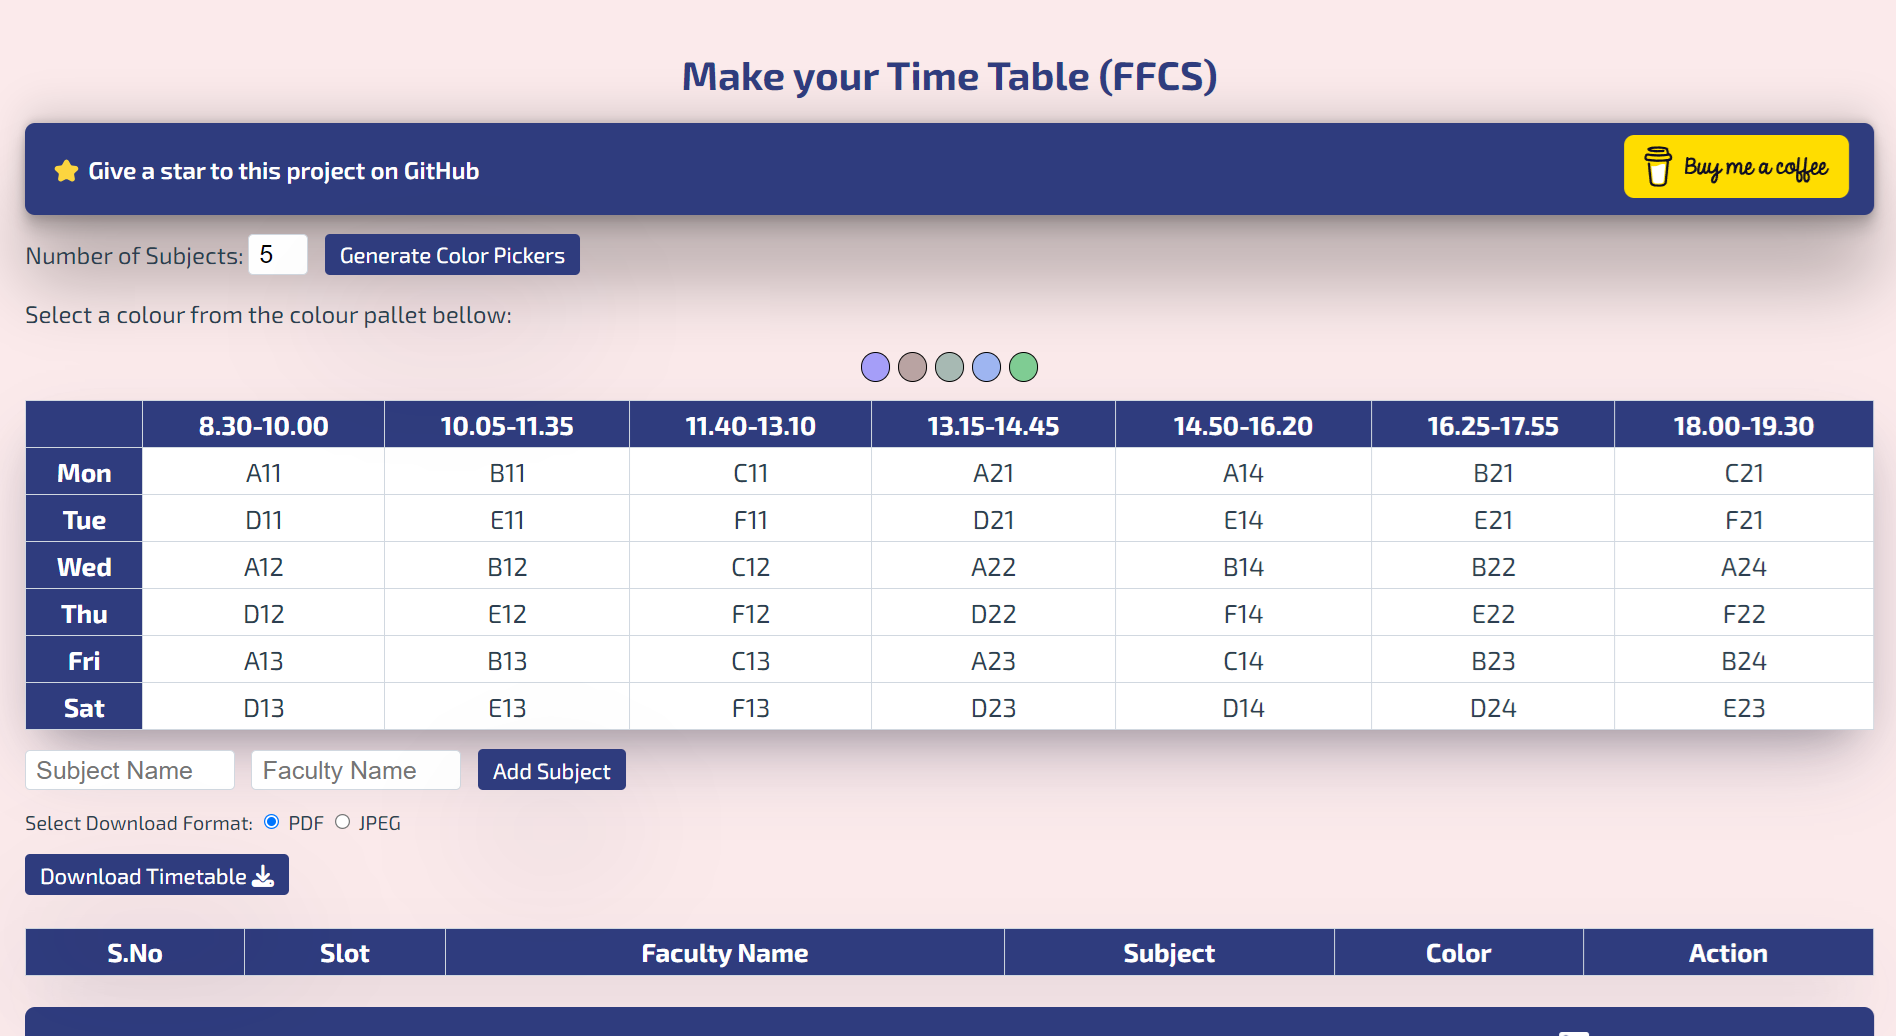 Make your Time Table (FFCS)
Give a star to this project on GitHub
Buy me a coffee
Number of Subjects: 5 Generate Color Pickers
Select a colour from the colour pallet bellow:
8.30-10.00 10.05-11.35 11.40-13.10 13.15-14.45 14.50-16.20 16.25-17.55 18.00-19.30
Mon A11 B11 C11 A21 A14 B21 C21
Tue D11 E11 F11 D21 E14 E21 F21
Wed A12 B12 C12 A22 B14 B22 A24
Thu D12 E12 F12 D22 F14 E22 F22
Fri A13 B13 C13 A23 C14 B23 B24
Sat D13 E13 F13 D23 D14 D24 E23
Subject Name Faculty Name Add Subject
Select Download Format: PDF JPEG
Download Timetable
S.No Slot Faculty Name Subject Color Action